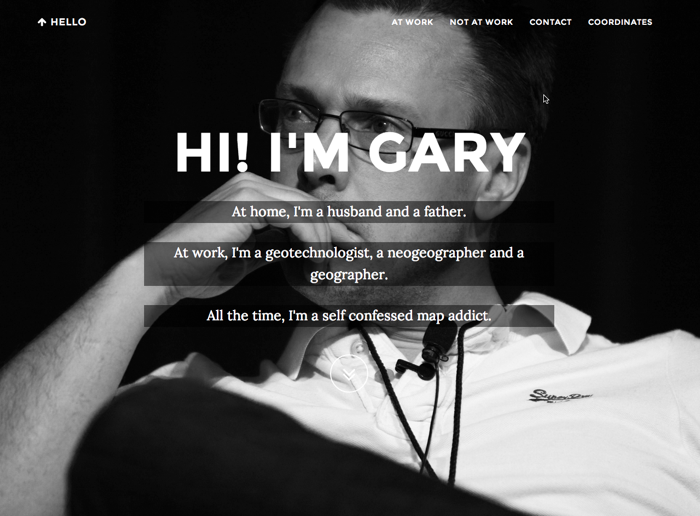 HELLO
AT WORK NOT AT WORK CONTACT COORDINATES
HI! I'M GARY
At home, I'm a husband and a father.
At work, I'm a geotechnologist, a neogeographer and a
geographer.
All the time, I'm a self confessed map addict.
Superdry